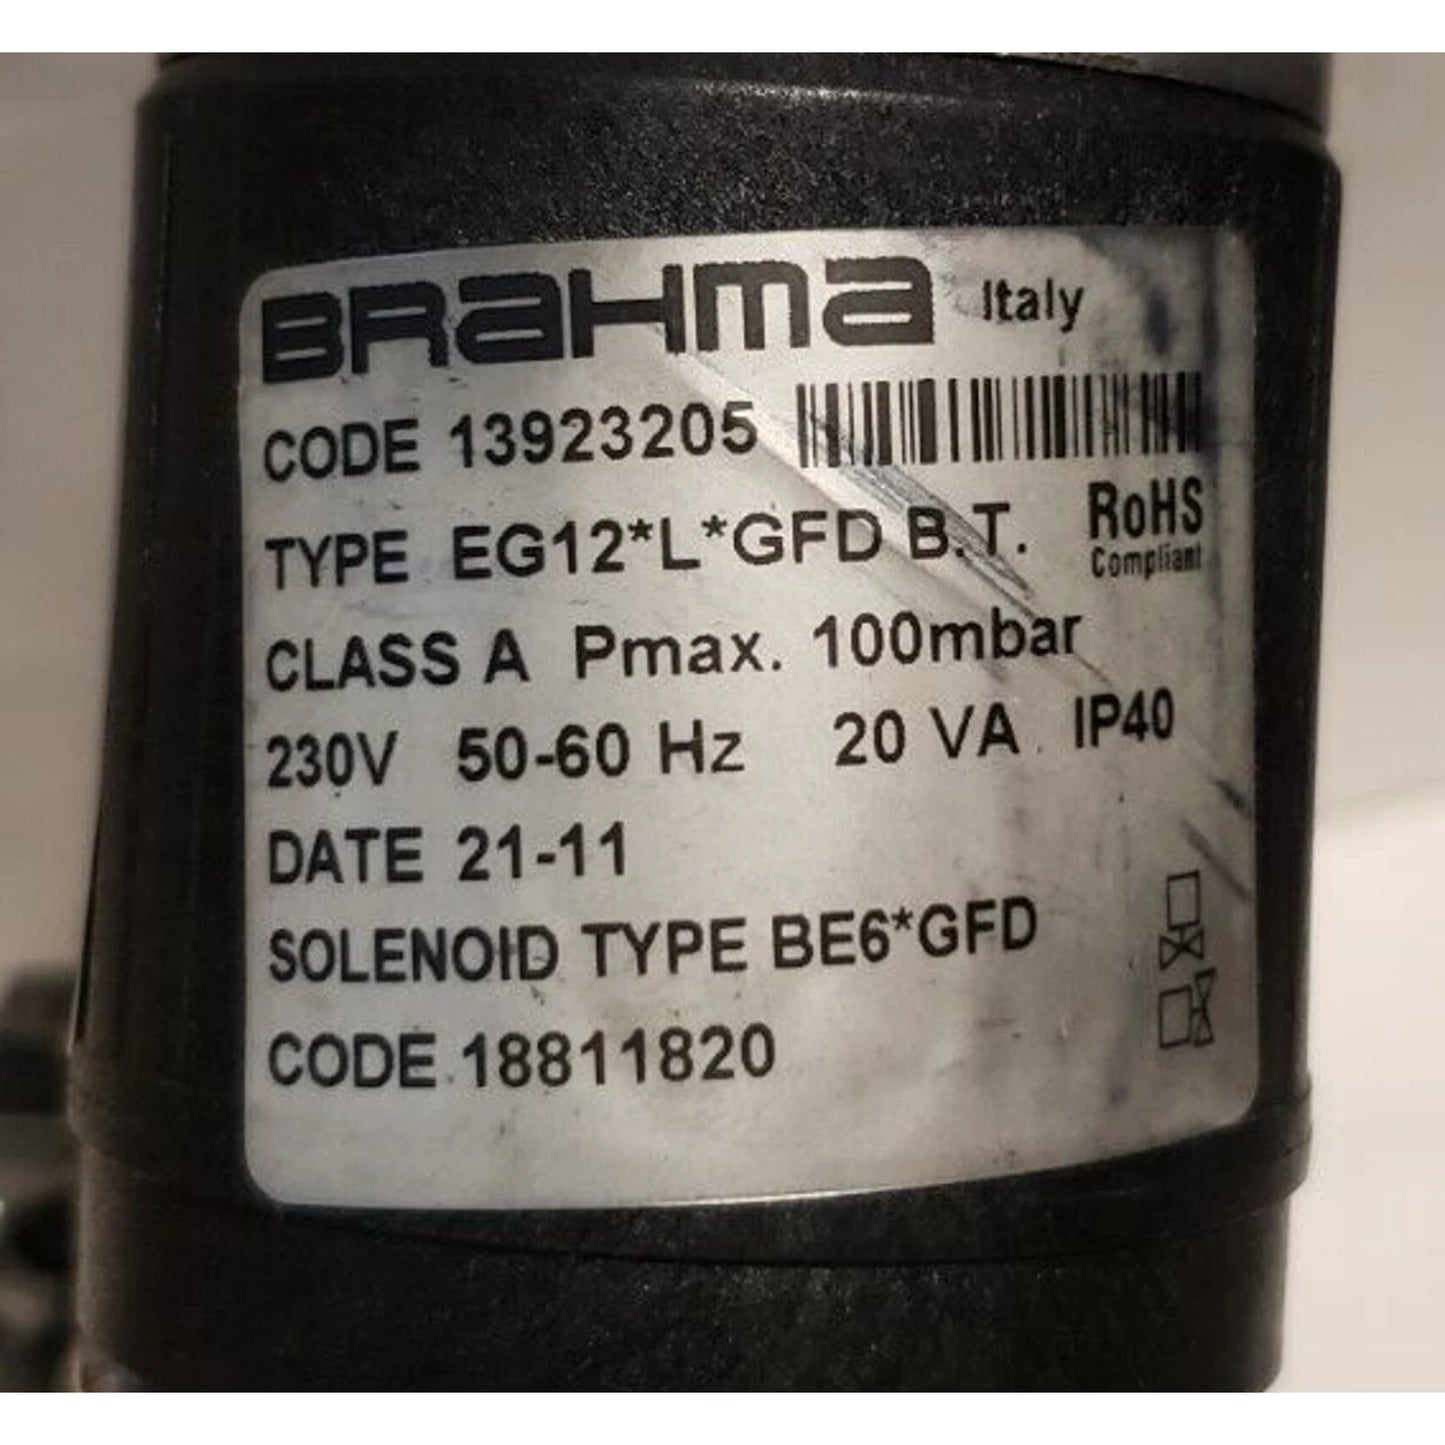 BRAHMA Italy
CODE 13923205
TYPE EG12*L*GFD B.T. RoHS
Compliant
CLASS A Pmax. 100mbar
230V 50-60 Hz 20 VA IP40
DATE 21-11
SOLENOID TYPE BE6*GFD
CODE 18811820